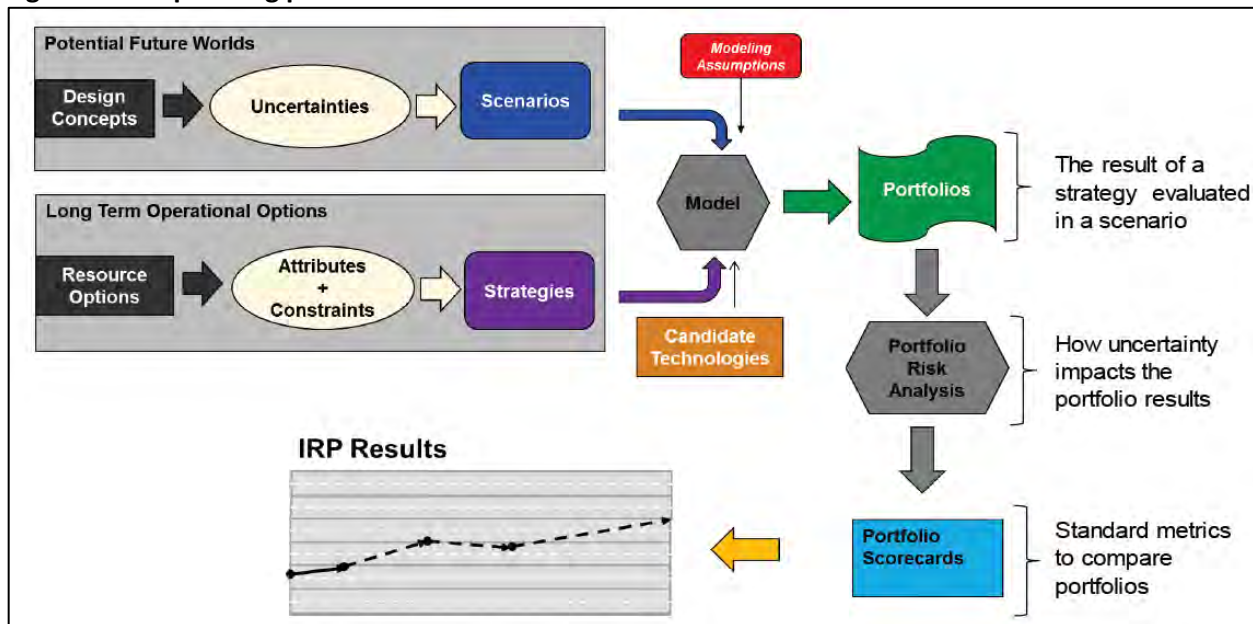 Potential Future Worlds
Design
Concepts
Uncertainties
Scenarios
Modeling
Assumptions
Long Term Operational Options
Resource
Options
Attributes
+
Constraints
Strategies
Model
Candidate
Technologies
Portfolios
The result of a
strategy evaluated
in a scenario
Portfolio
Risk
Analysis
How uncertainty
impacts the
portfolio results
Portfolio
Scorecards
Standard metrics
to compare
portfolios
IRP Results